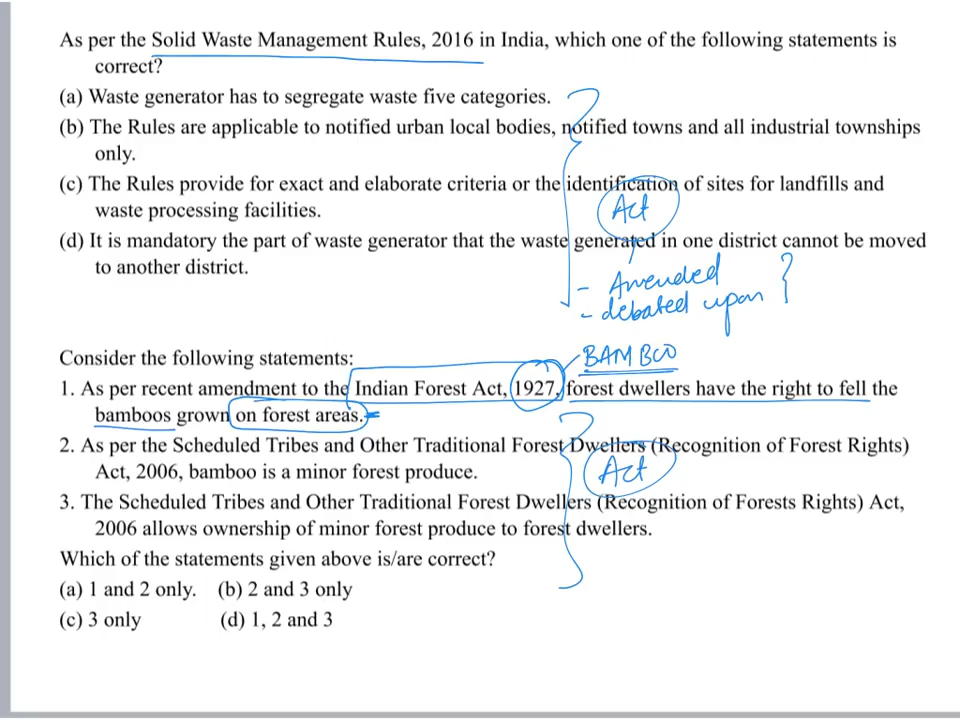 As per the Solid Waste Management Rules, 2016 in India, which one of the following statements is
correct?
(a) Waste generator has to segregate waste five categories.
(b) The Rules are applicable to notified urban local bodies, notified towns and all industrial townships
only.
(c) The Rules provide for exact and elaborate criteria or the identification of sites for landfills and
waste processing facilities.
Act
(d) It is mandatory the part of waste generator that the waste generated in one district cannot be moved
to another district.
- Amended
- debated upon
BAMBOO
Consider the following statements:
1. As per recent amendment to the Indian Forest Act, 1927, forest dwellers have the right to fell the
bamboos grown on forest areas.
2. As per the Scheduled Tribes and Other Traditional Forest Dwellers (Recognition of Forest Rights)
Act, 2006, bamboo is a minor forest produce.
Act
3. The Scheduled Tribes and Other Traditional Forest Dwellers (Recognition of Forests Rights) Act,
2006 allows ownership of minor forest produce to forest dwellers.
Which of the statements given above is/are correct?
(a) 1 and 2 only. (b) 2 and 3 only
(c) 3 only (d) 1, 2 and 3